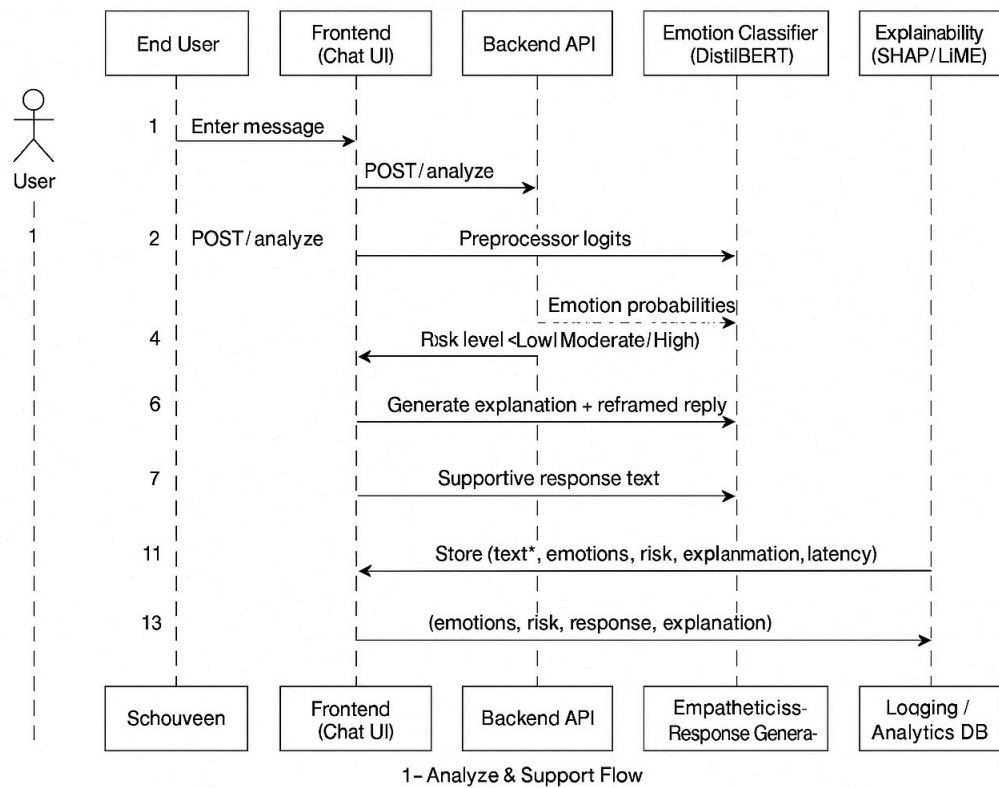 End User
Frontend
(Chat UI)
Backend API
Emotion Classifier
(DistilBERT)
Explainability
(SHAP/LiME)
User
1
1 Enter message
POST/analyze
2 POST/analyze Preprocessor logits
Emotion probabilities
4 Risk level <Lowl Moderate/High)
6 Generate explanation + reframed reply
7 Supportive response text
11 Store (text*, emotions, risk, explanmation, latency)
13 (emotions, risk, response, explanation)
Schouveen
Frontend
(Chat UI)
Backend API
Empatheticiss-
Response Genera-
Loqging /
Analytics DB
1– Analyze & Support Flow